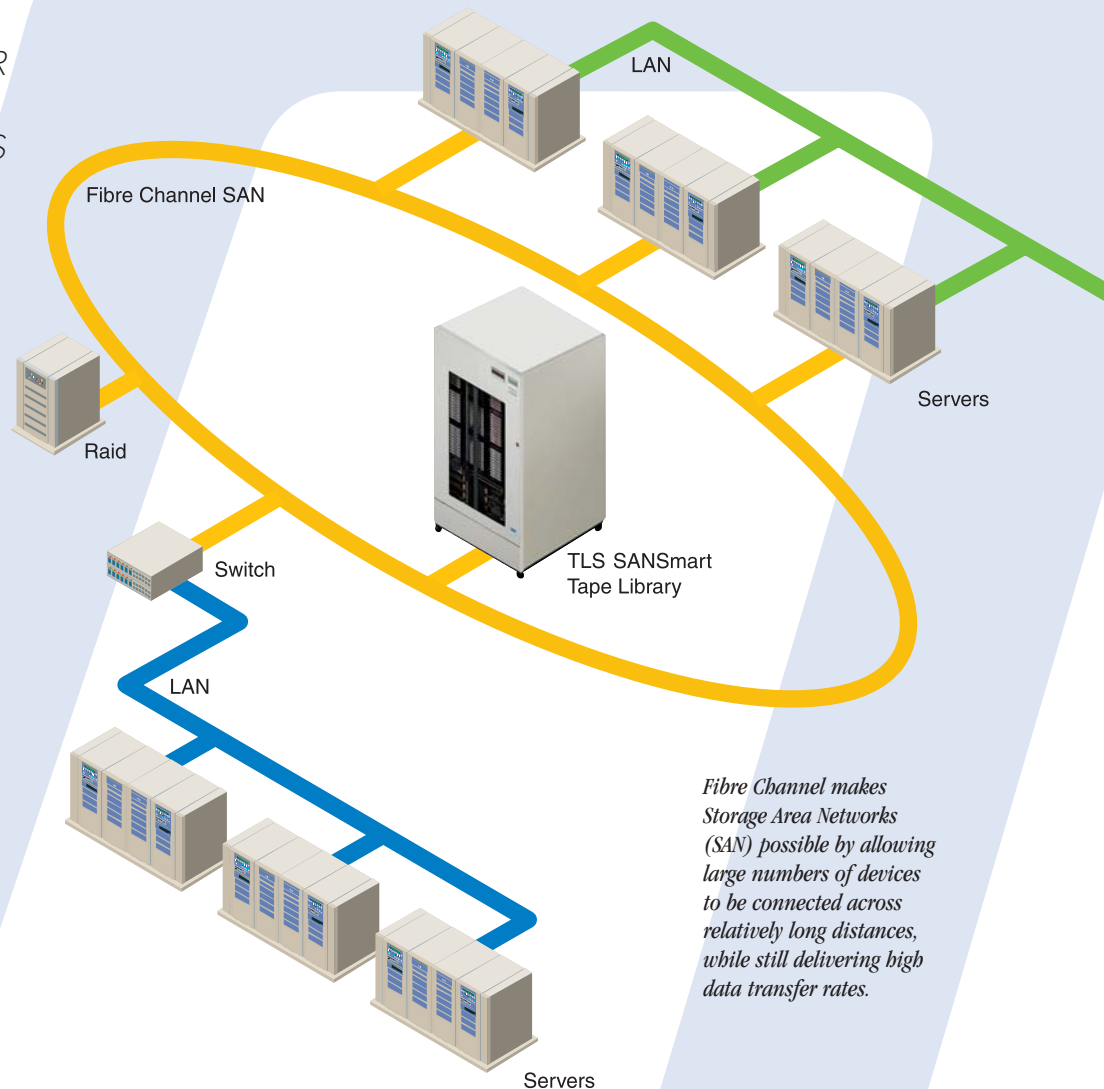 R
S
LAN
Fibre Channel SAN
Servers
Raid
TLS SANSmart
Tape Library
Switch
LAN
Fibre Channel makes
Storage Area Networks
(SAN) possible by allowing
large numbers of devices
to be connected across
relatively long distances,
while still delivering high
data transfer rates.
Servers